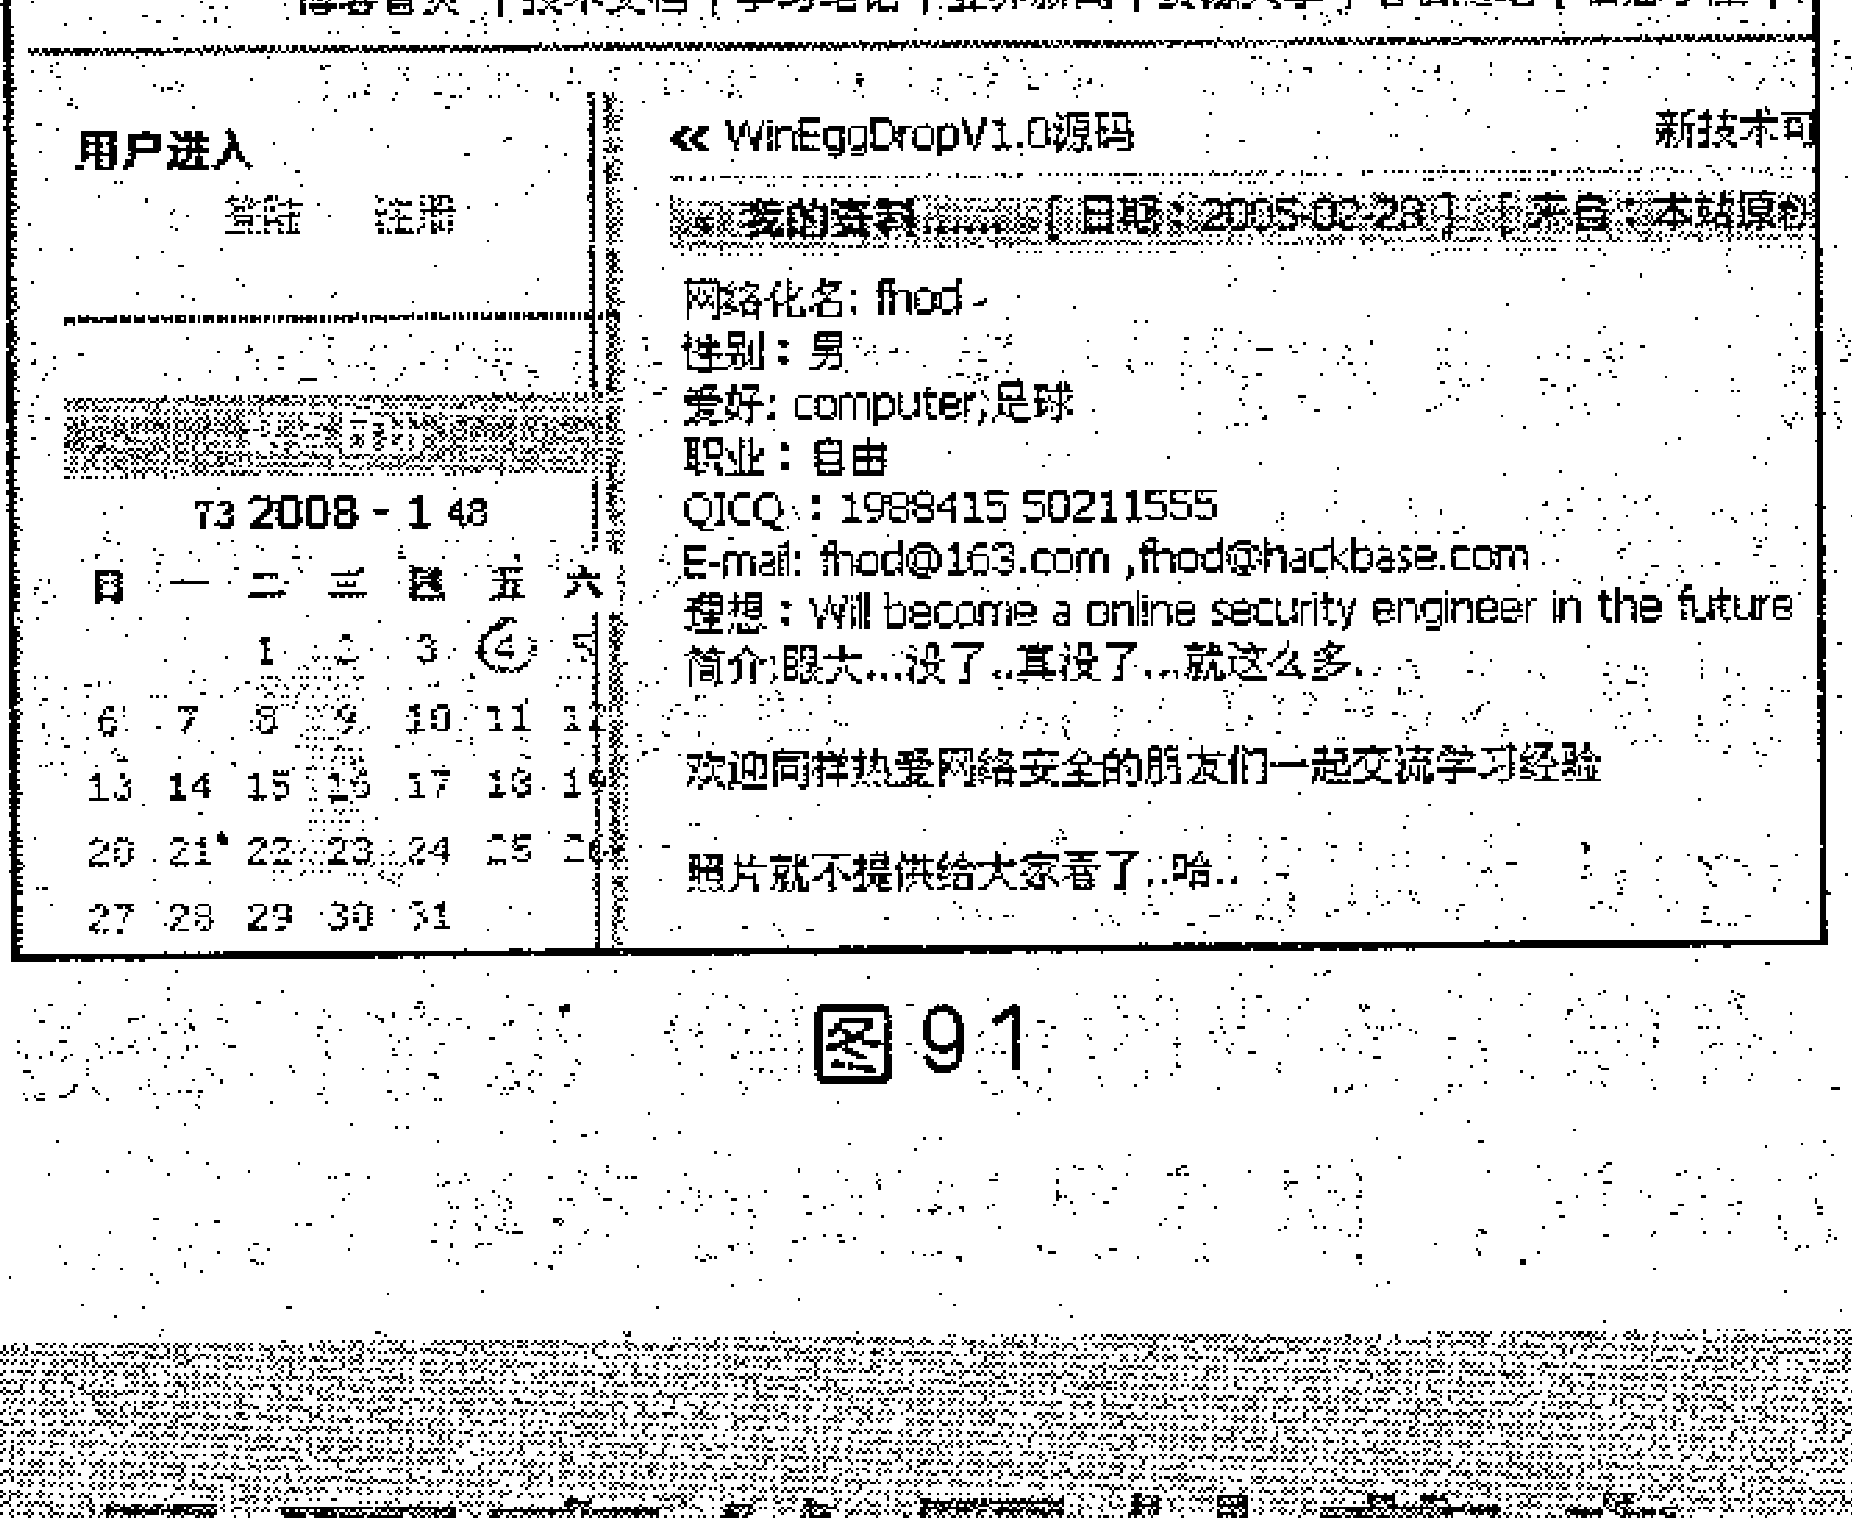 用户进入
登陆 注册
73 2008 - 1 48
日 一 二 三 四 五 六
1 2 3 4 5
6 7 8 9 10 11 12
13 14 15 16 17 18 19
20 21 22 23 24 25 26
27 28 29 30 31
« WinEggDropV1.0源码 新技术可
我的资料...... [ 日期：2005-02-28 ] [ 来自：本站原创
网络化名: fhod
性别：男
爱好: computer,足球
职业：自由
QICQ ：1988415 50211555
E-mail: fhod@163.com ,fhod@hackbase.com
理想：Will become a online security engineer in the future
简介:眼大...没了..真没了...就这么多.
欢迎同样热爱网络安全的朋友们一起交流学习经验
照片就不提供给大家看了..哈..
图91